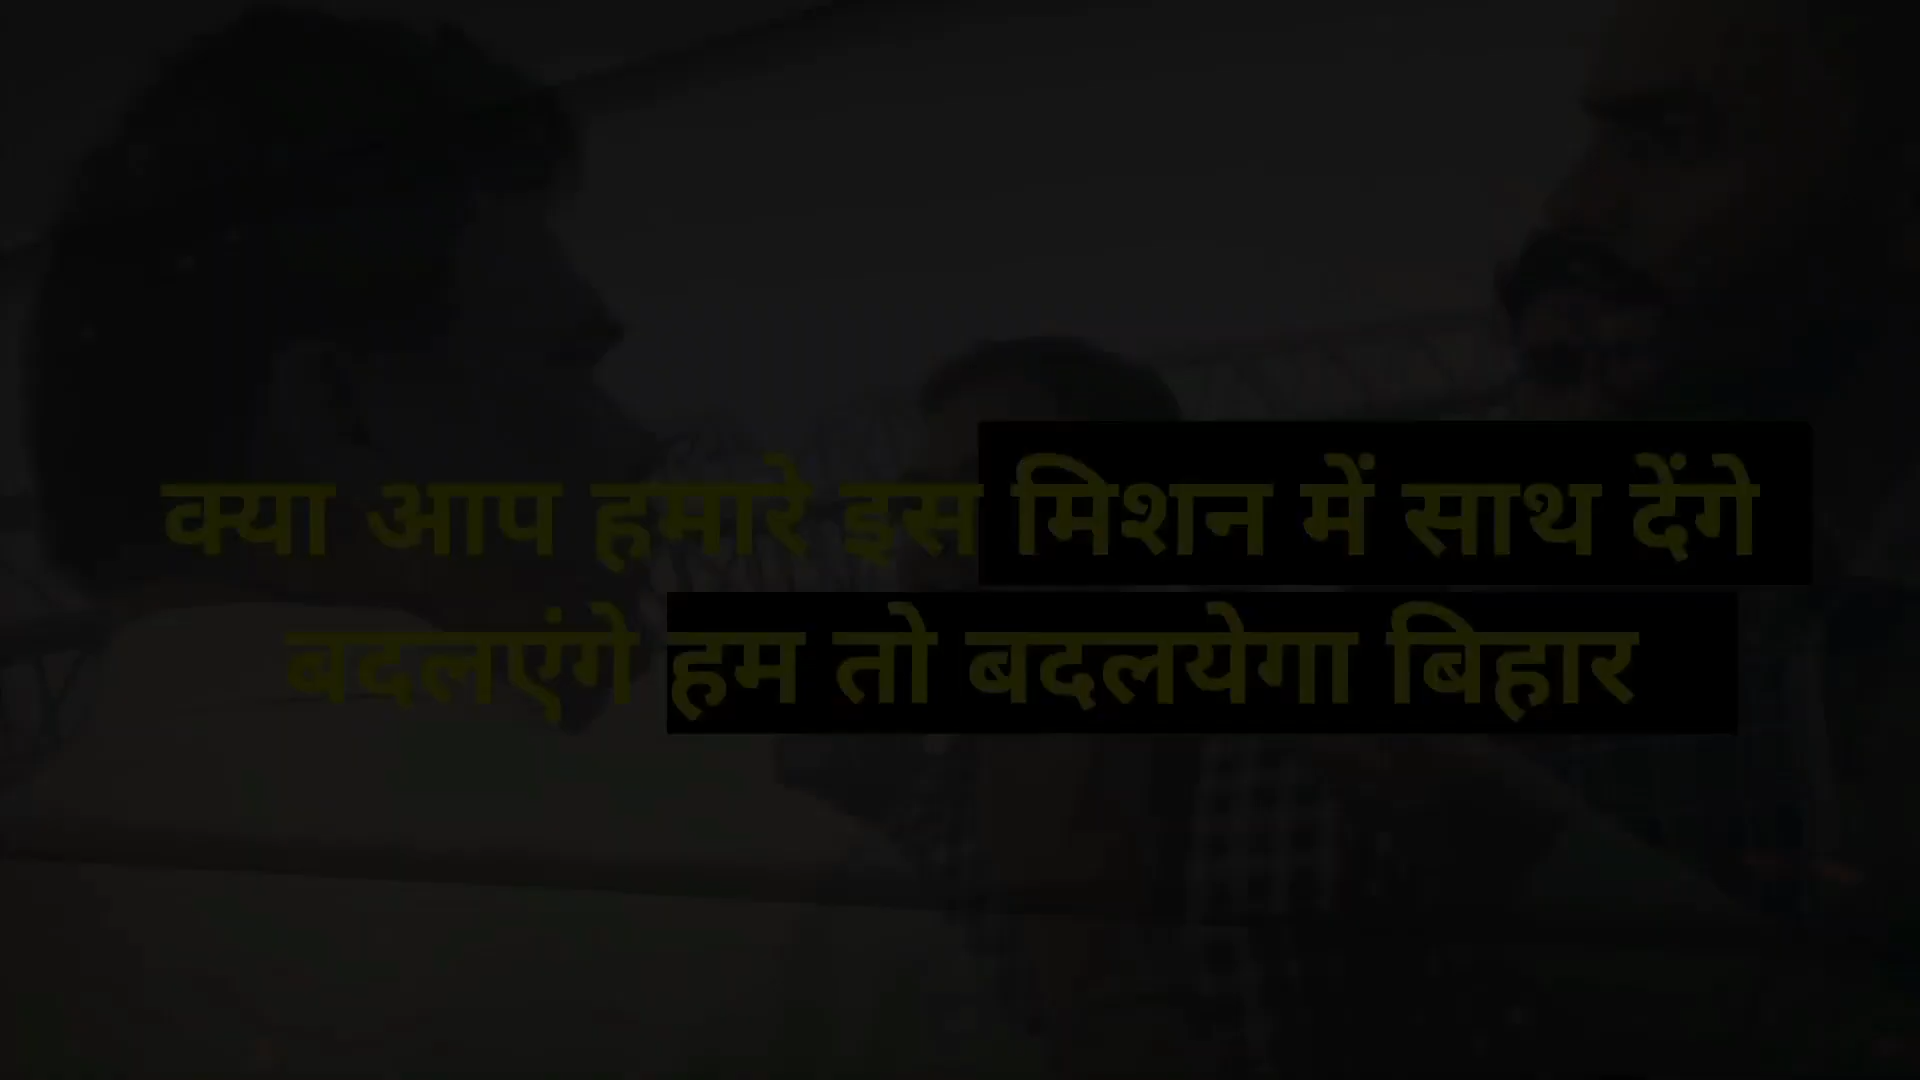 क्या आप हमारे इस मिशन में साथ देंगे
बदलएंगे हम तो बदलयेगा बिहार